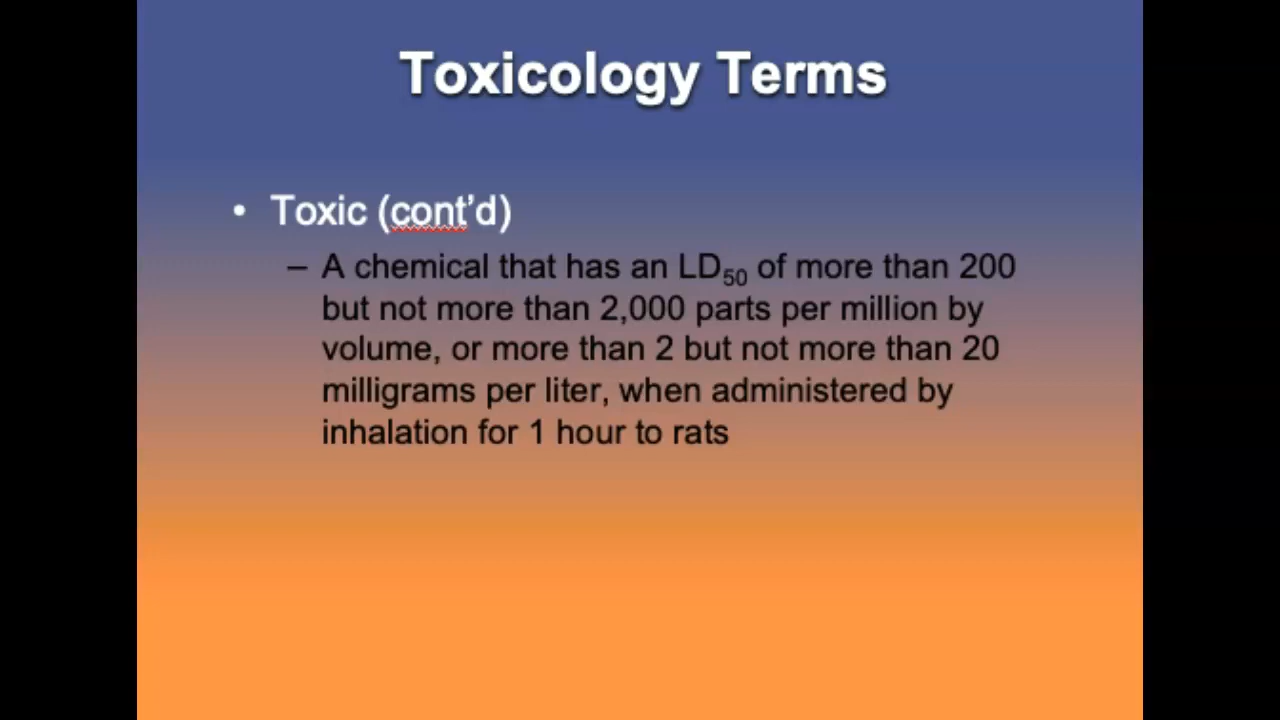 Toxicology Terms
• Toxic (cont’d)
– A chemical that has an LD50 of more than 200
but not more than 2,000 parts per million by
volume, or more than 2 but not more than 20
milligrams per liter, when administered by
inhalation for 1 hour to rats